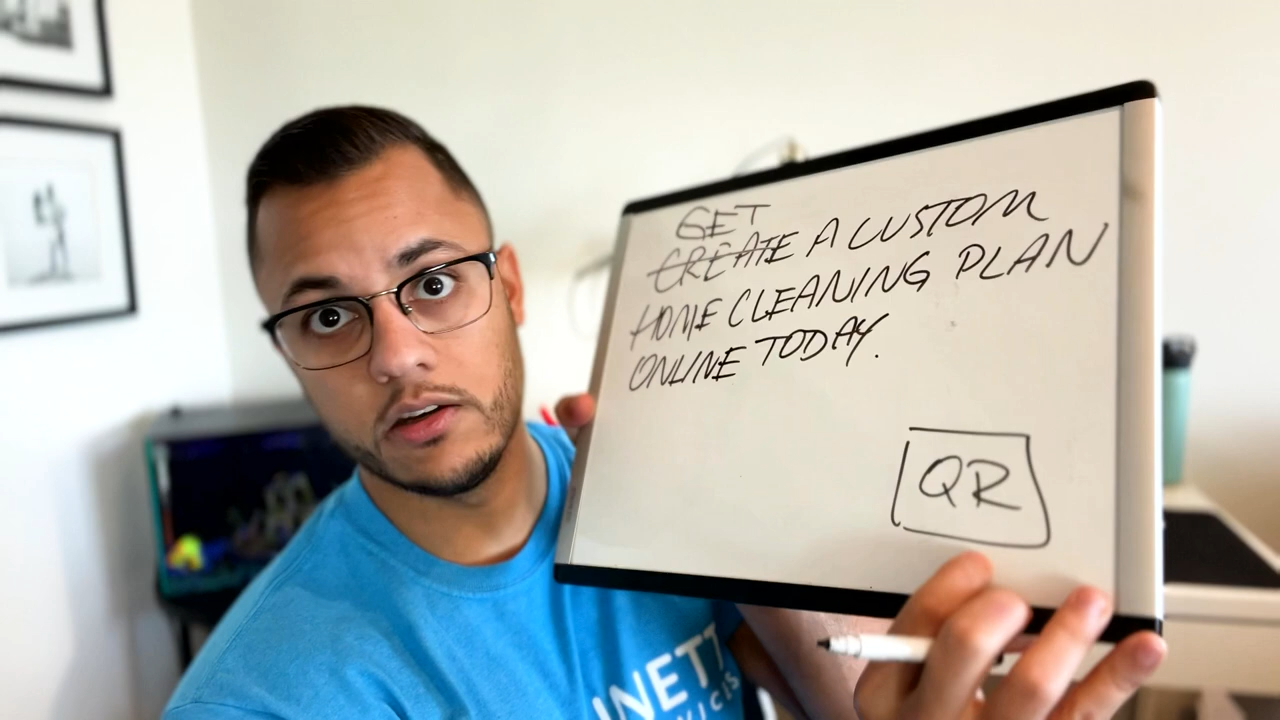 GET
CREATE A CUSTOM
HOME CLEANING PLAN
ONLINE TODAY.
QR